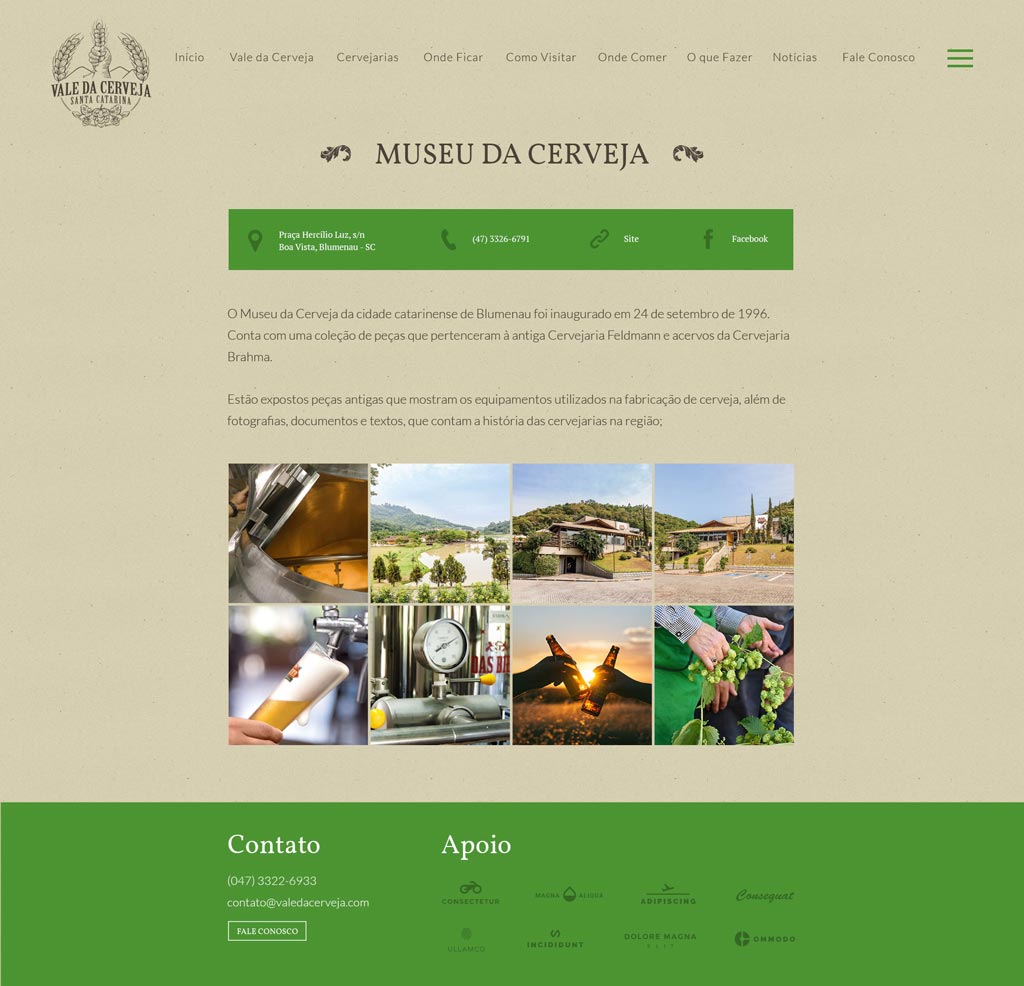 VALE DA CERVEJA
SANTA CATARINA
Início Vale da Cerveja Cervejarias Onde Ficar Como Visitar Onde Comer O que Fazer Notícias Fale Conosco
MUSEU DA CERVEJA
Praça Hercílio Luz, s/n
Boa Vista, Blumenau - SC
(47) 3326-6791
Site
Facebook
O Museu da Cerveja da cidade catarinense de Blumenau foi inaugurado em 24 de setembro de 1996.
Conta com uma coleção de peças que pertenceram à antiga Cervejaria Feldmann e acervos da Cervejaria
Brahma.
Estão expostos peças antigas que mostram os equipamentos utilizados na fabricação de cerveja, além de
fotografias, documentos e textos, que contam a história das cervejarias na região;
DAS
Contato
(047) 3322-6933
contato@valedacerveja.com
FALE CONOSCO
Apoio
CONSECTETUR
MAGNA ALIQUA
ADIPISCING
Consequat
ULLAMCO
INCIDIDUNT
DOLORE MAGNA
ELIT
OMMODO